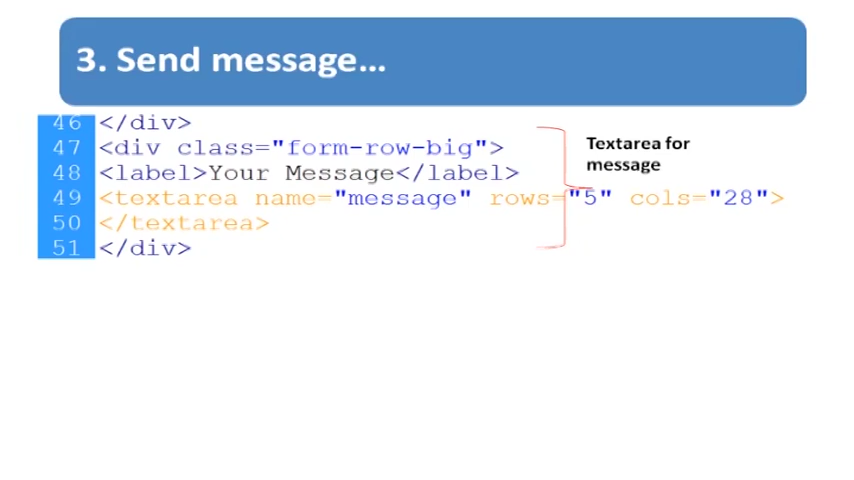 3. Send message…
46 </div>
47 <div class="form-row-big">
48 <label>Your Message</label>
49 <textarea name="message" rows="5" cols="28">
50 </textarea>
51 </div>
Textarea for
message